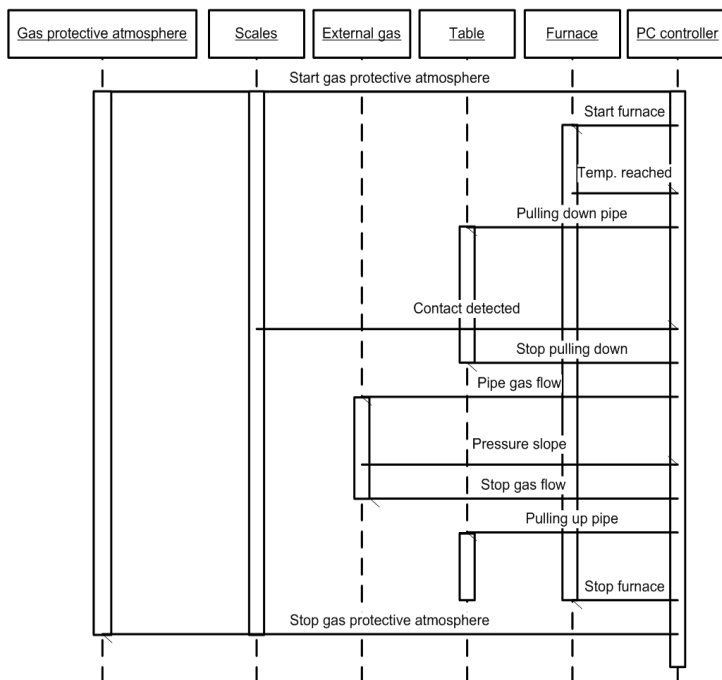 Gas protective atmosphere
Scales
External gas
Table
Furnace
PC controller
Start gas protective atmosphere
Start furnace
Temp. reached
Pulling down pipe
Contact detected
Stop pulling down
Pipe gas flow
Pressure slope
Stop gas flow
Pulling up pipe
Stop furnace
Stop gas protective atmosphere